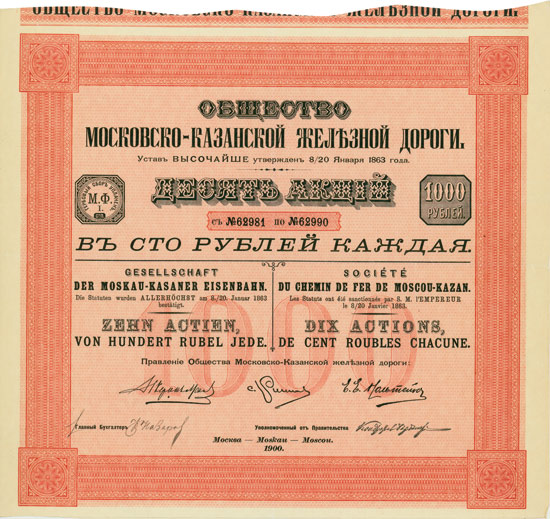 ОБЩЕСТВО МОСКОВСКО-КАЗАНСКОЙ ЖЕЛѢЗНОЙ ДОРОГИ.
ОБЩЕСТВО
МОСКОВСКО-КАЗАНСКОЙ ЖЕЛѢЗНОЙ ДОРОГИ.
Уставъ ВЫСОЧАЙШЕ утвержденъ 8/20 Января 1863 года.
ДЕСЯТЬ АКЦІЙ
М.Ф.
1.
1000
РУБЛЕЙ.
съ №62981 по №62990
ВЪ СТО РУБЛЕЙ КАЖДАЯ.
GESELLSCHAFT
DER MOSKAU-KASANER EISENBAHN.
Die Statuten wurden ALLERHÖCHST am 8./20. Januar 1863
bestätigt.
ZEHN ACTIEN,
VON HUNDERT RUBEL JEDE.
SOCIÉTÉ
DU CHEMIN DE FER DE MOSCOU-KAZAN.
Les Statuts ont été sanctionnés par S. M. l'EMPEREUR
le 8/20 Janvier 1863.
DIX ACTIONS,
DE CENT ROUBLES CHACUNE.
1000
Правленіе Общества Московско-Казанской желѣзной дороги:
Главный Бухгалтеръ
Уполномоченный отъ Правительства
Москва — Moskau — Moscou.
1900.